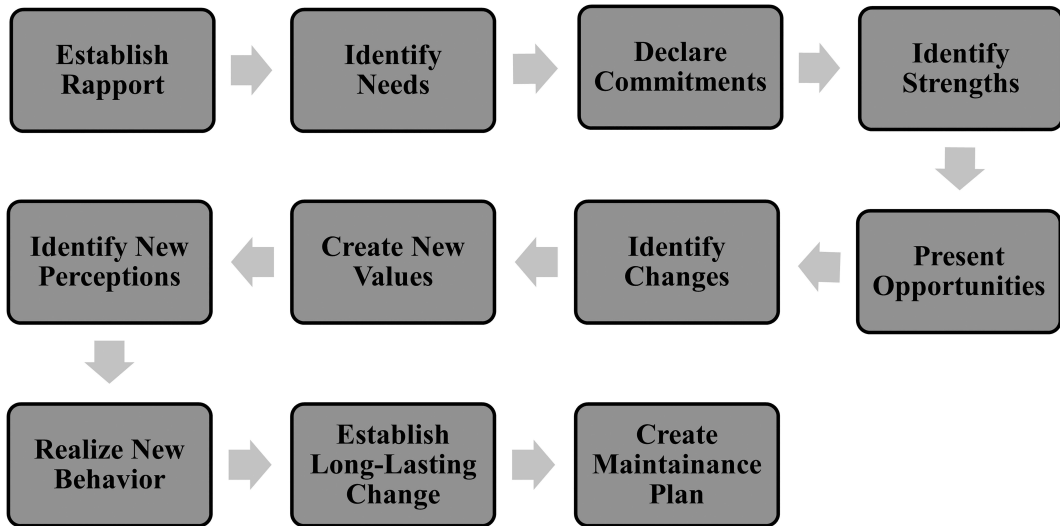 Establish
Rapport
Identify
Needs
Declare
Commitments
Identify
Strengths
Present
Opportunities
Identify
Changes
Create New
Values
Identify New
Perceptions
Realize New
Behavior
Establish
Long-Lasting
Change
Create
Maintainance
Plan